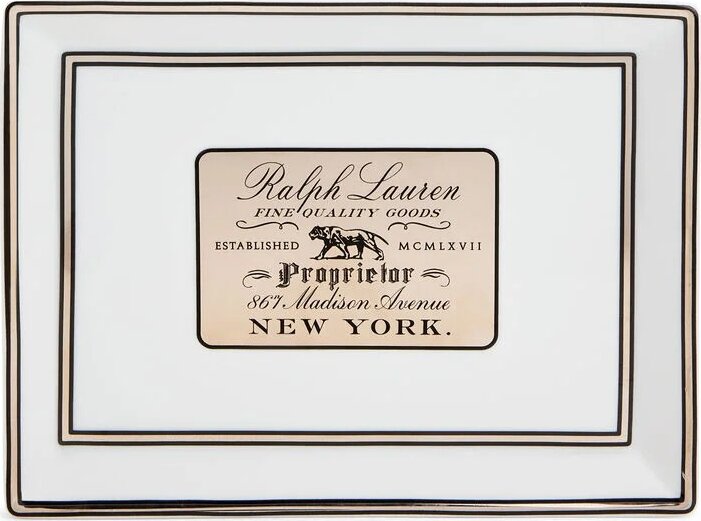 Ralph Lauren
FINE QUALITY GOODS
ESTABLISHED MCMLXVII
Proprietor
867 Madison Avenue
NEW YORK.